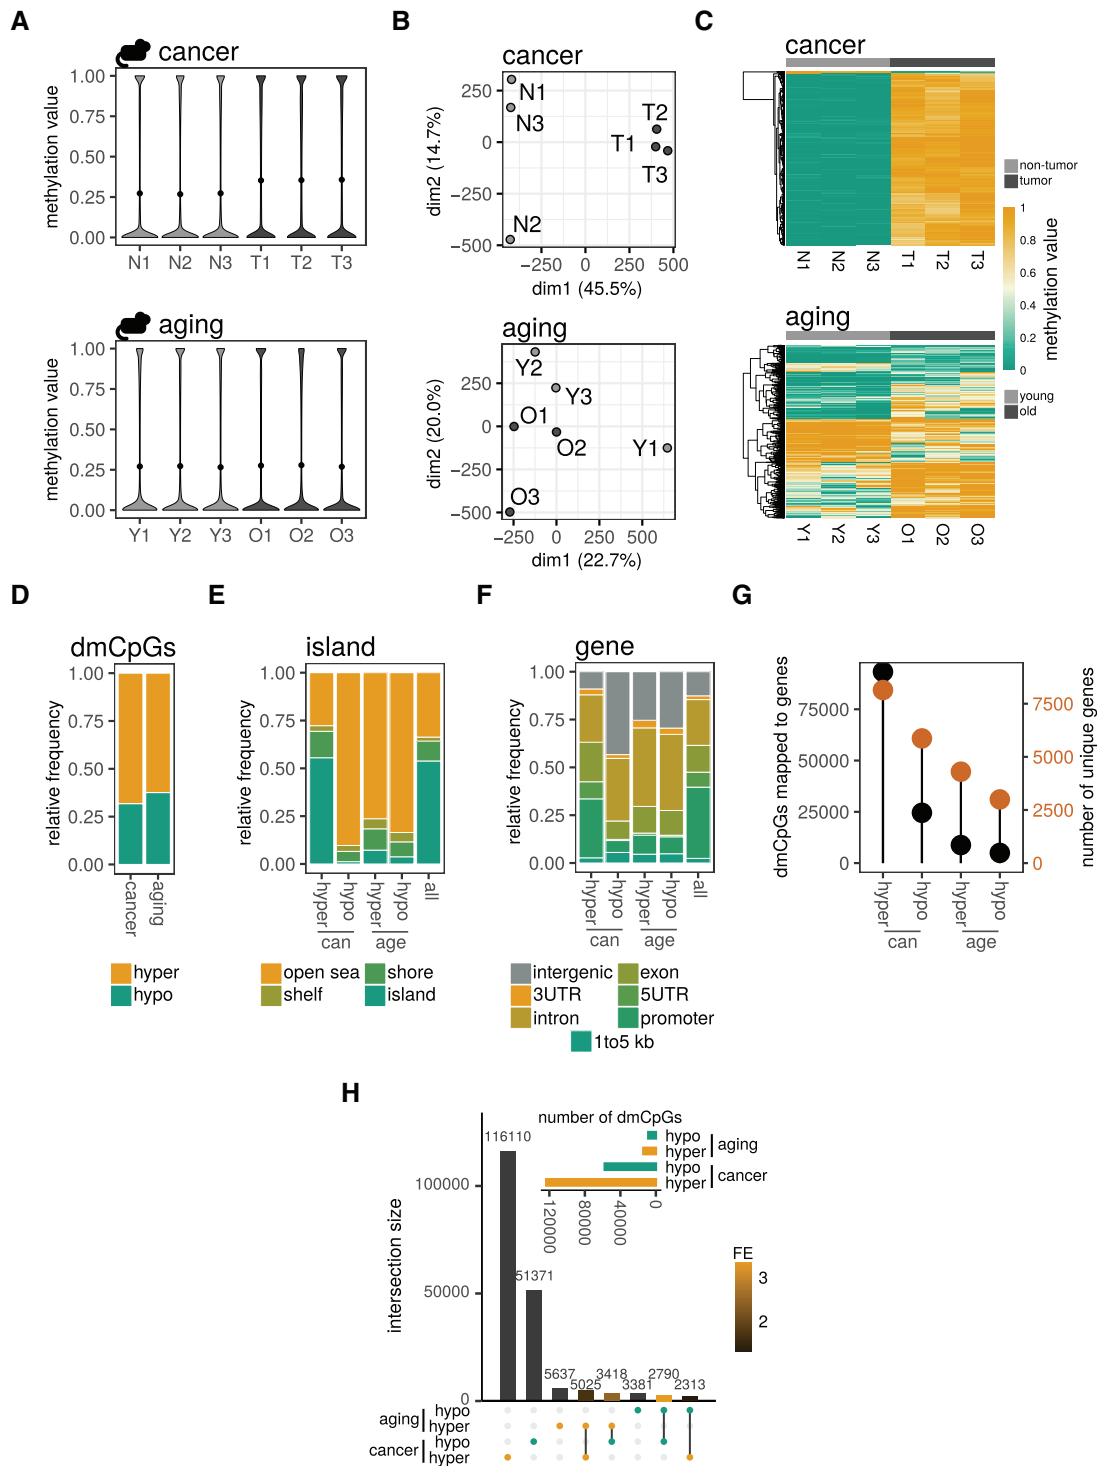 A
cancer
methylation value
1.00
0.75
0.50
0.25
0.00
N1 N2 N3 T1 T2 T3
aging
methylation value
1.00
0.75
0.50
0.25
0.00
Y1 Y2 Y3 O1 O2 O3
B
cancer
dim2 (14.7%)
250
0
−250
−500
N1
N3
N2
T2
T1
T3
−250 0 250 500
dim1 (45.5%)
aging
dim2 (20.0%)
250
0
−250
−500
Y2
Y3
O1
O2
Y1
O3
−250 0 250 500
dim1 (22.7%)
C
cancer
N1 N2 N3 T1 T2 T3
non-tumor
tumor
1
0.8
0.6
0.4
0.2
0
methylation value
aging
Y1 Y2 Y3 O1 O2 O3
young
old
D
dmCpGs
relative frequency
1.00
0.75
0.50
0.25
0.00
cancer aging
hyper
hypo
E
island
relative frequency
1.00
0.75
0.50
0.25
0.00
hyper hypo hyper hypo all
can age
open sea shore
shelf island
F
gene
relative frequency
1.00
0.75
0.50
0.25
0.00
hyper hypo hyper hypo all
can age
intergenic exon
3UTR 5UTR
intron promoter
1to5 kb
G
dmCpGs mapped to genes
75000
50000
25000
0
7500
5000
2500
0
number of unique genes
hyper hypo hyper hypo
can age
H
number of dmCpGs
hypo
hyper
aging
hypo
hyper
cancer
120000 80000 40000 0
intersection size
100000
50000
0
116110
51371
5637
5025
3418
3381
2790
2313
FE
3
2
aging
hypo
hyper
cancer
hypo
hyper